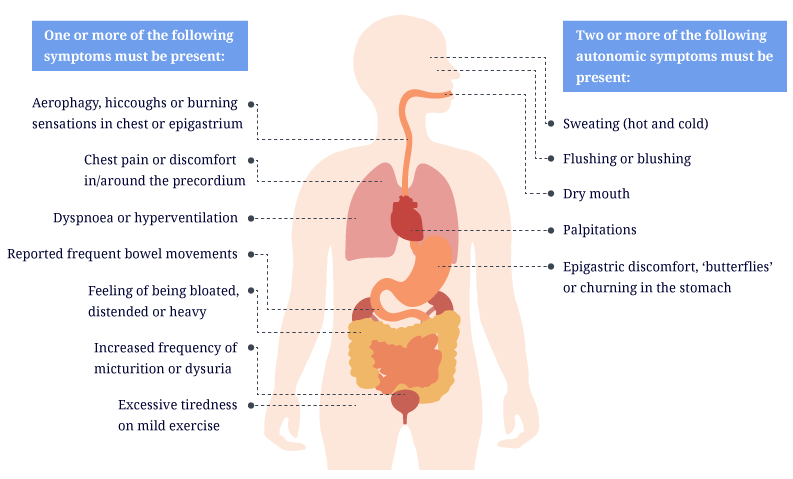 One or more of the following
symptoms must be present:
Aerophagy, hiccoughs or burning
sensations in chest or epigastrium
Chest pain or discomfort
in/around the precordium
Dyspnoea or hyperventilation
Reported frequent bowel movements
Feeling of being bloated,
distended or heavy
Increased frequency of
micturition or dysuria
Excessive tiredness
on mild exercise
Two or more of the following
autonomic symptoms must be
present:
Sweating (hot and cold)
Flushing or blushing
Dry mouth
Palpitations
Epigastric discomfort, ‘butterflies’
or churning in the stomach